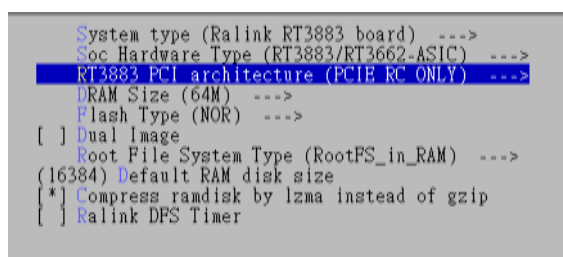 System type (Ralink RT3883 board)  --->
Soc Hardware Type (RT3883/RT3662-ASIC)  --->
RT3883 PCI architecture (PCIE RC ONLY)  --->
DRAM Size (64M)  --->
Flash Type (NOR)  --->
[ ] Dual Image
Root File System Type (RootFS_in_RAM)  --->
(16384) Default RAM disk size
[*] Compress ramdisk by lzma instead of gzip
[ ] Ralink DFS Timer